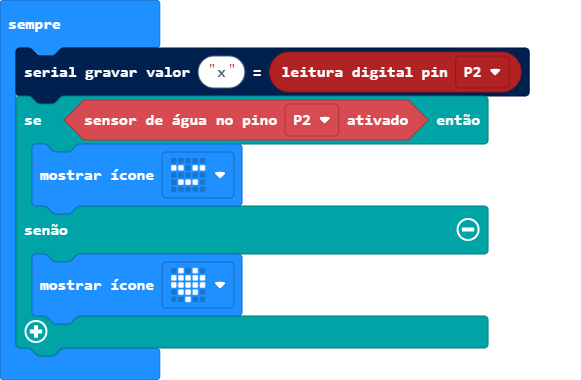 sempre
serial gravar valor "x" = leitura digital pin P2
se sensor de água no pino P2 ativado então
mostrar ícone
senão
mostrar ícone